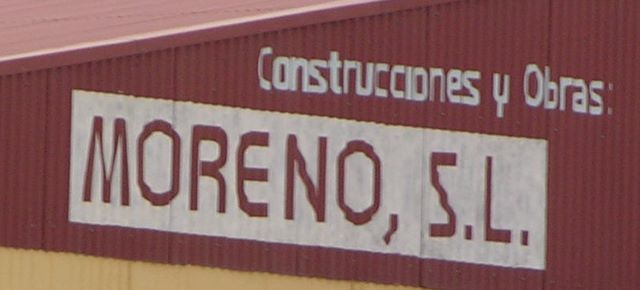 Construcciones y Obras:
MORENO, S.L.